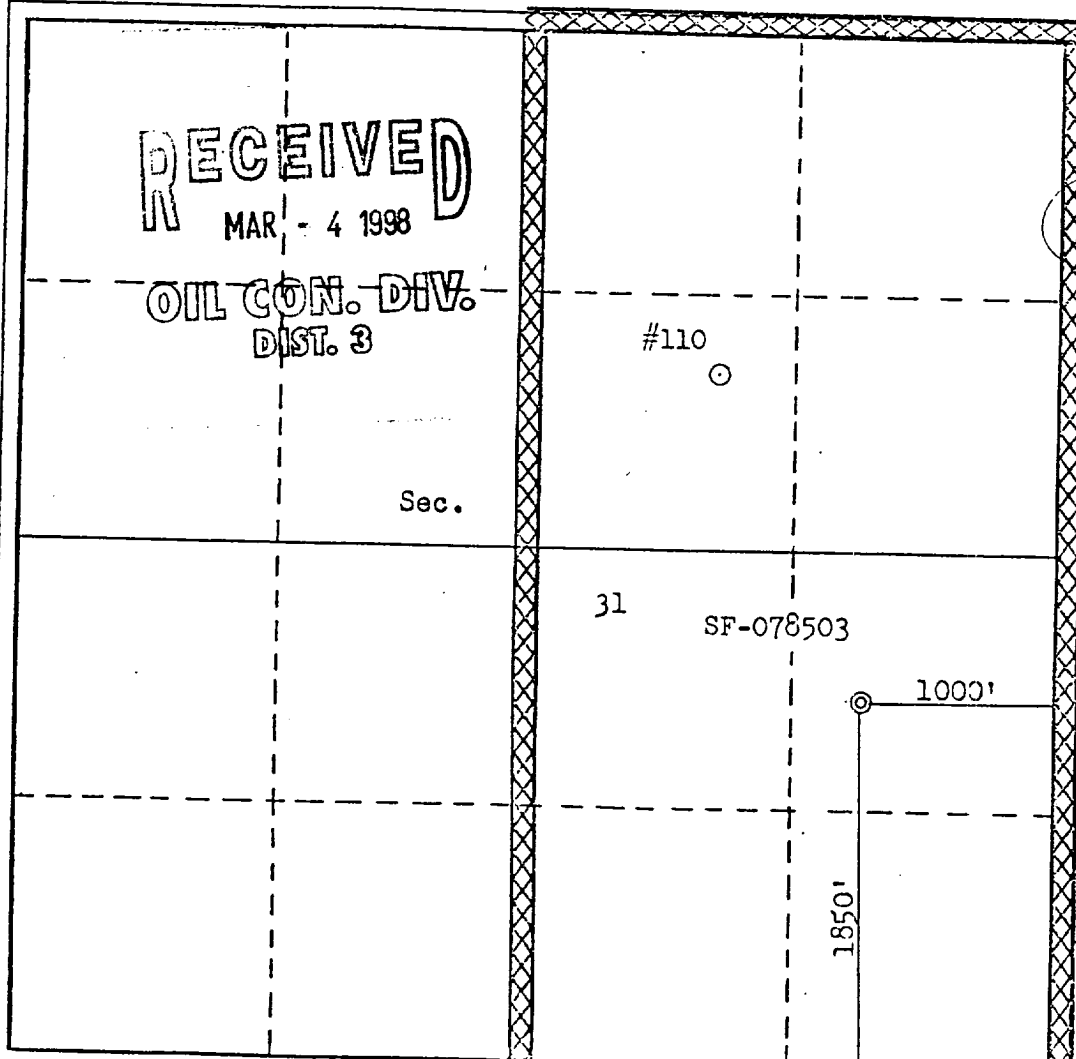 RECEIVED
MAR - 4 1998
OIL CON. DIV.
DIST. 3
#110
Sec.
31
SF-078503
1000'
1850'